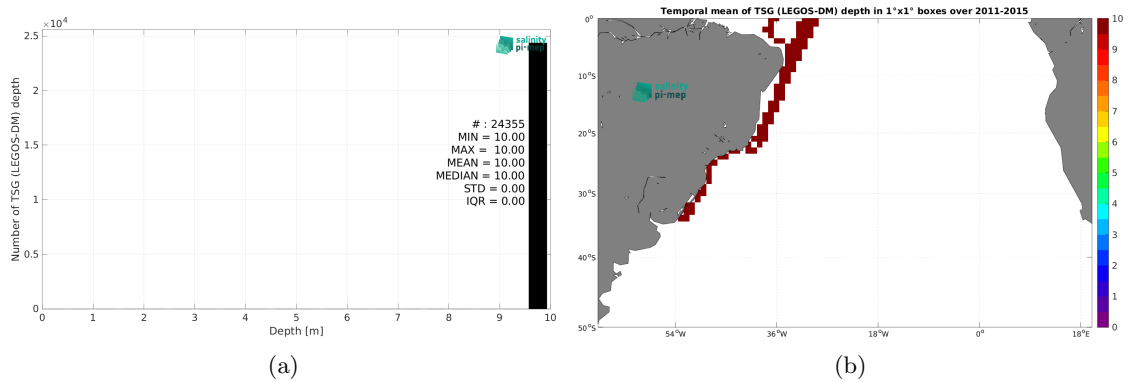 ×10⁴
2.5
2
1.5
1
0.5
0
Number of TSG (LEGOS-DM) depth
salinity
pi-mep
# : 24355
MIN = 10.00
MAX = 10.00
MEAN = 10.00
MEDIAN = 10.00
STD = 0.00
IQR = 0.00
0 1 2 3 4 5 6 7 8 9 10
Depth [m]
(a)
Temporal mean of TSG (LEGOS-DM) depth in 1°x1° boxes over 2011-2015
0°
10°S
20°S
30°S
40°S
50°S
salinity
pi-mep
54°W 36°W 18°W 0° 18°E
10
9
8
7
6
5
4
3
2
1
0
(b)